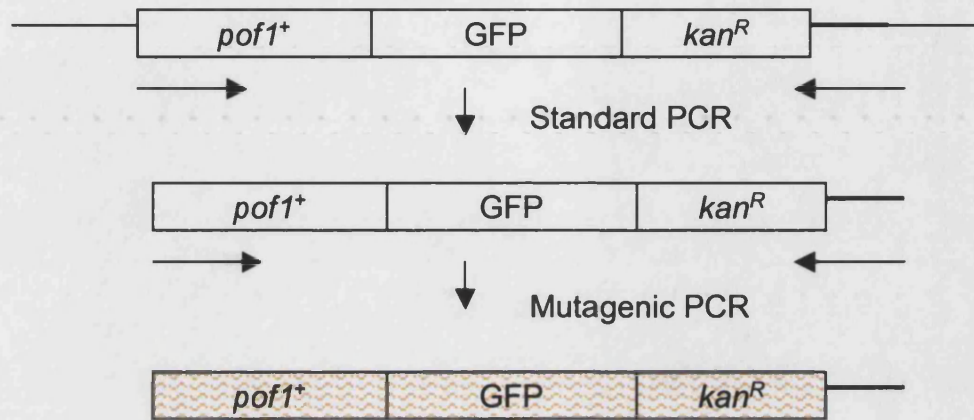 pof1⁺ GFP kanᴿ
Standard PCR
pof1⁺ GFP kanᴿ
Mutagenic PCR
pof1⁺ GFP kanᴿ